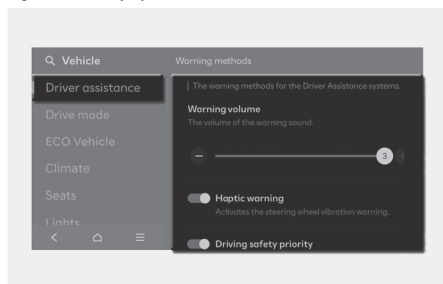 Vehicle
Warning methods
Driver assistance
The warning methods for the Driver Assistance systems.
Drive mode
Warning volume
The volume of the warning sound.
ECO Vehicle
3
Climate
Seats
Haptic warning
Activates the steering wheel vibration warning.
Lights
Driving safety priority